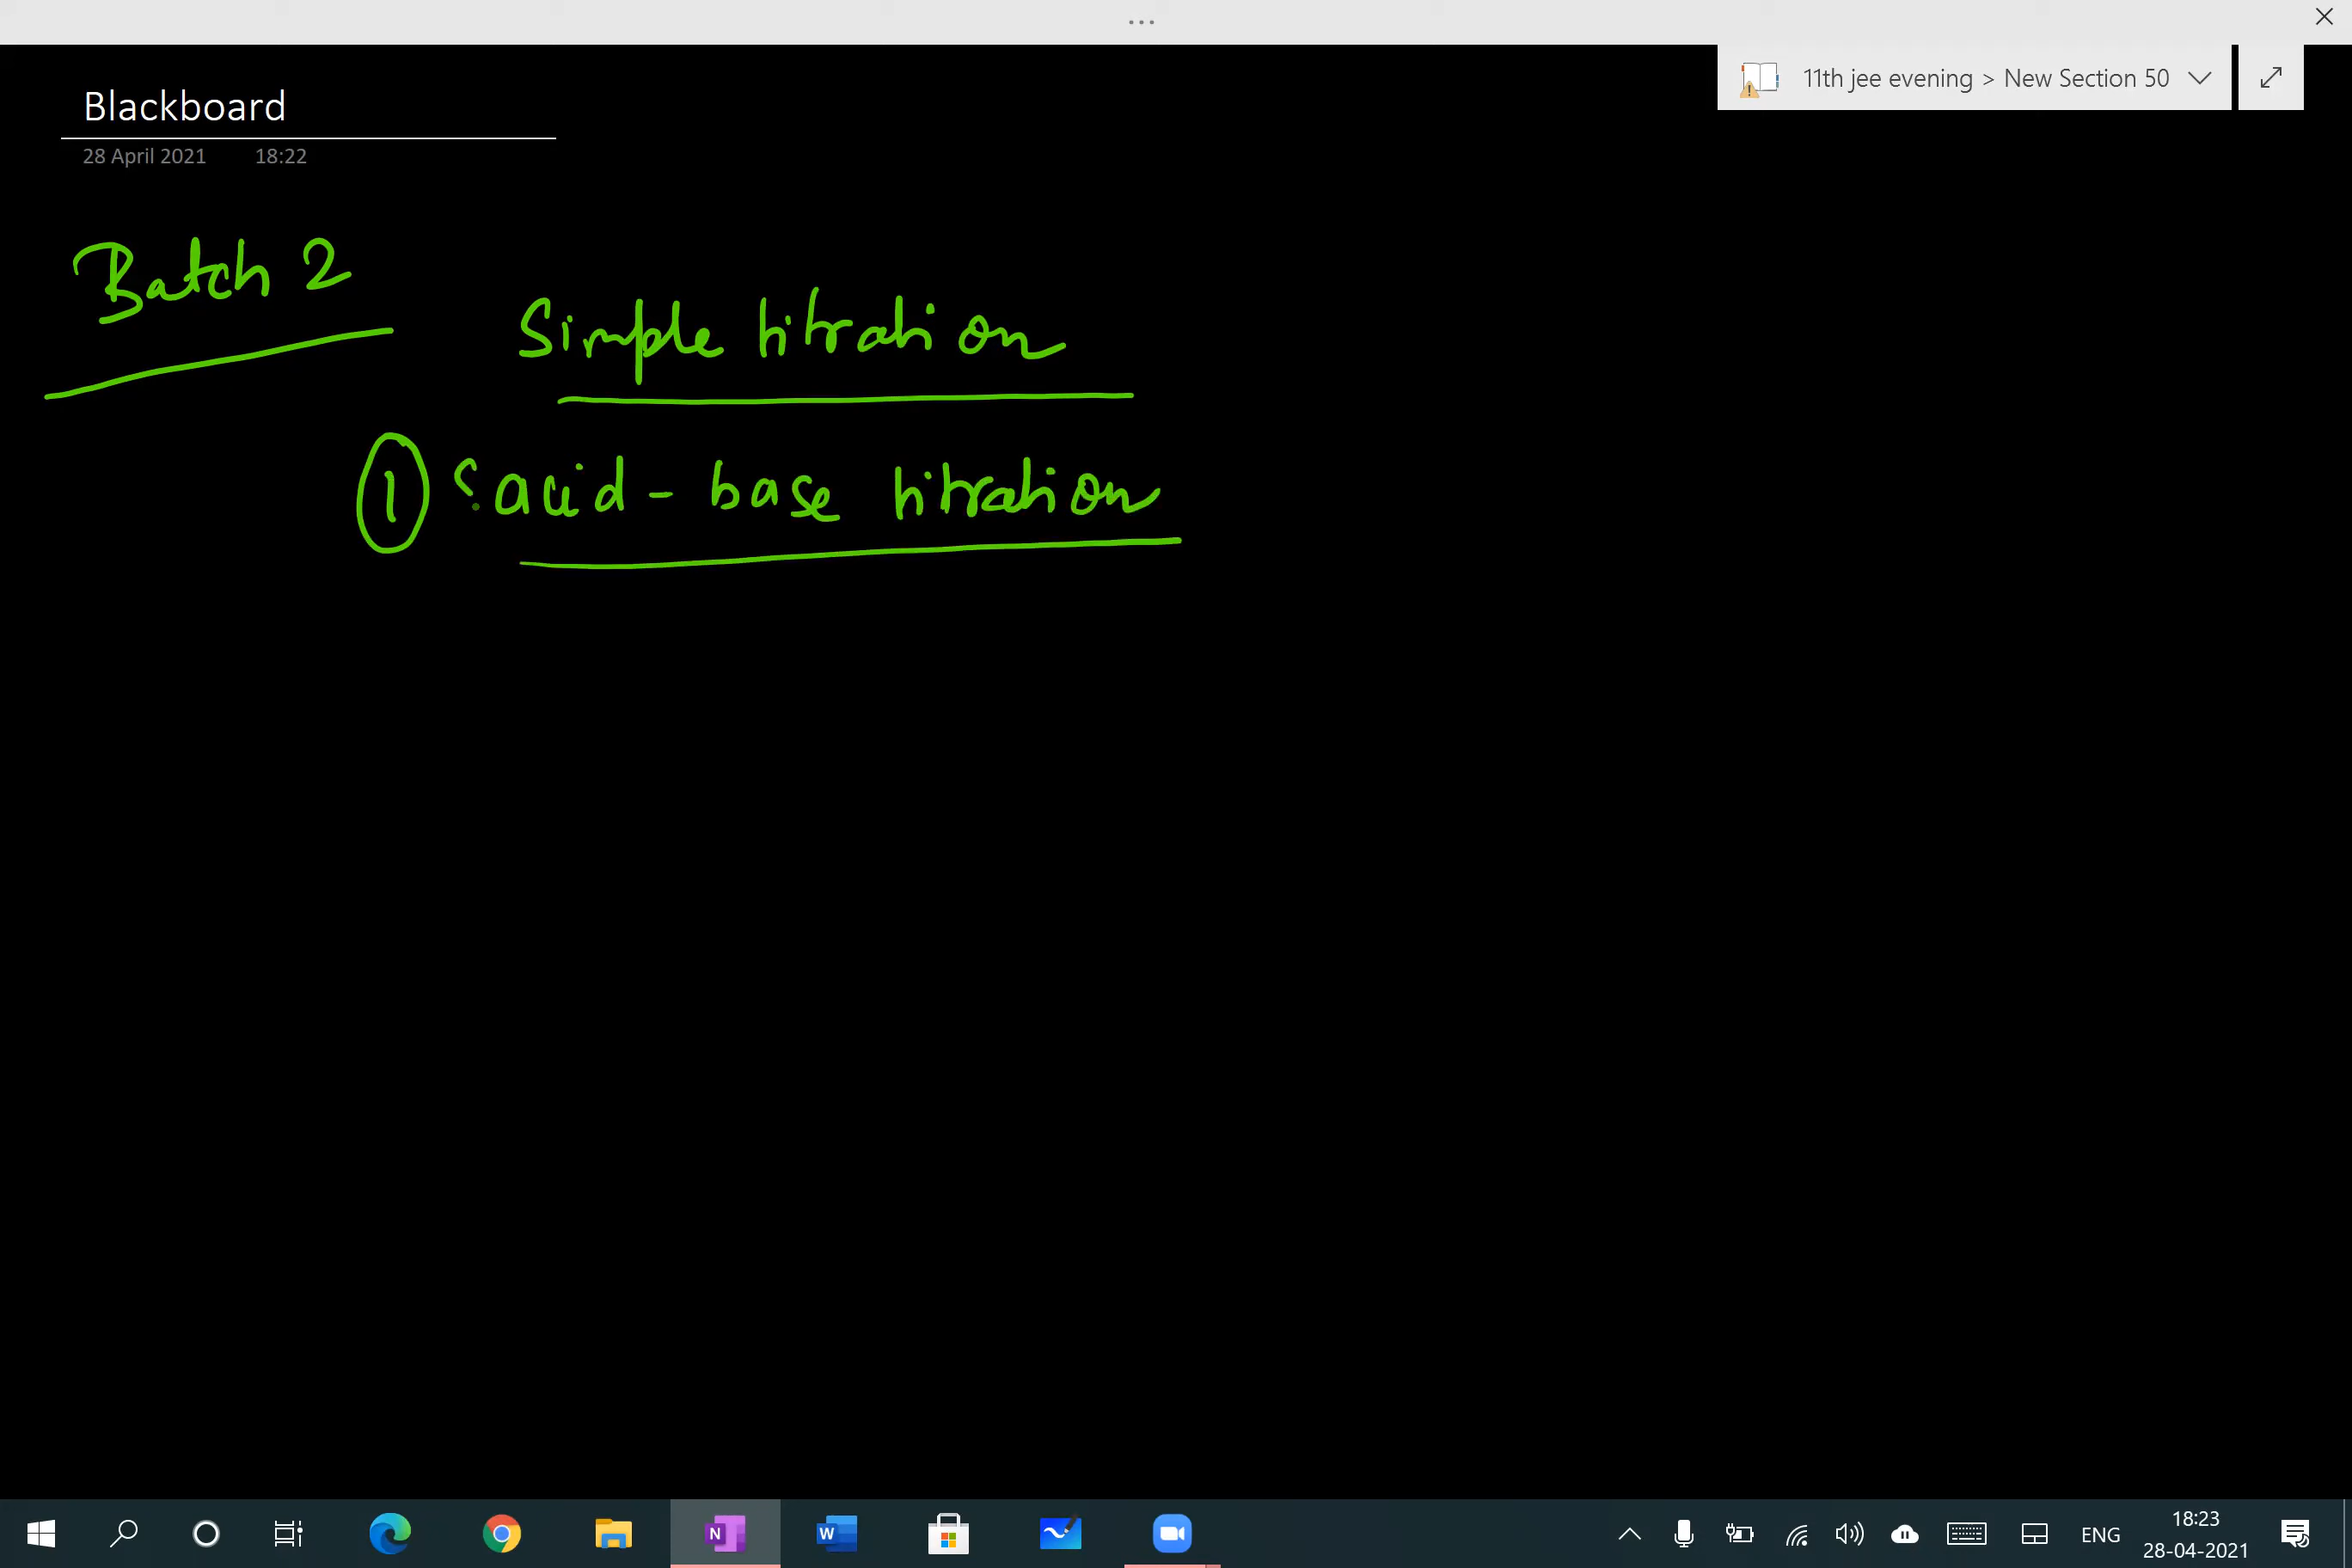 11th jee evening > New Section 50
Blackboard
28 April 2021 18:22
Batch 2
Simple titration
① acid - base titration
ENG
18:23
28-04-2021